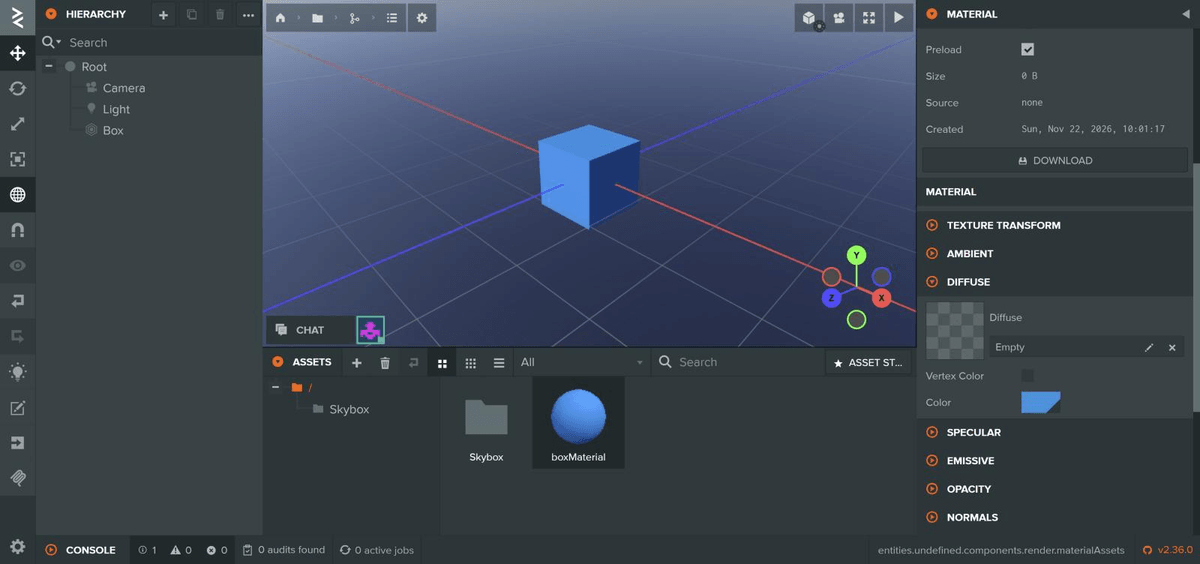 HIERARCHY
Search
Root
Camera
Light
Box
Y
Z
X
CHAT
ASSETS
All
Search
ASSET ST...
/
Skybox
Skybox
boxMaterial
MATERIAL
Preload
Size 0 B
Source none
Created Sun, Nov 22, 2026, 10:01:17
DOWNLOAD
MATERIAL
TEXTURE TRANSFORM
AMBIENT
DIFFUSE
Diffuse
Empty
Vertex Color
Color
SPECULAR
EMISSIVE
OPACITY
NORMALS
CONSOLE 1 0 0 0 audits found 0 active jobs entities.undefined.components.render.materialAssets v2.36.0